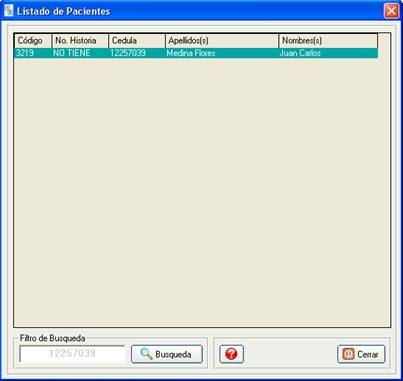 Listado de Pacientes
Código No. Historia Cedula Apellidos(s) Nombres(s)
3219 NO TIENE 12257039 Medina Flores Juan Carlos
Filtro de Busqueda
12257039 Busqueda ? Cerrar